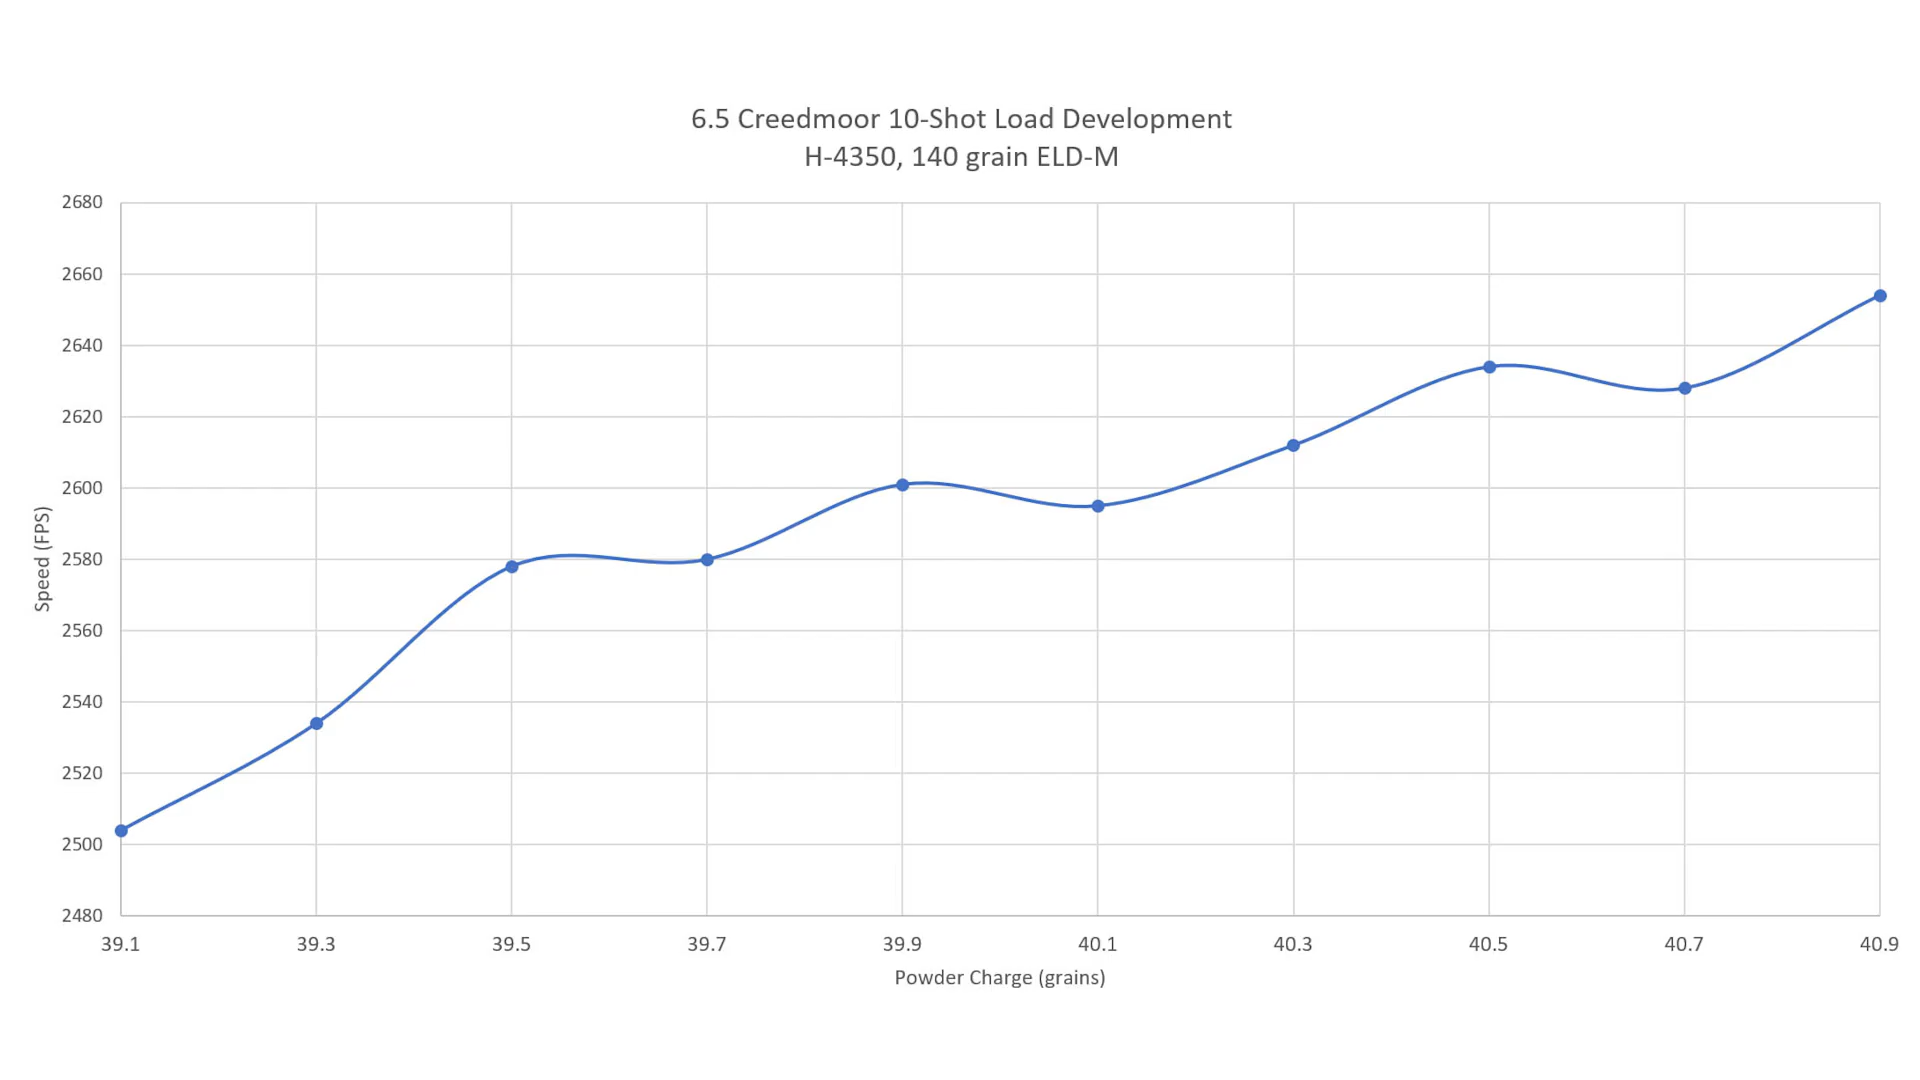 6.5 Creedmoor 10-Shot Load Development
H-4350, 140 grain ELD-M
2680
2660
2640
2620
2600
2580
2560
2540
2520
2500
2480
Speed (FPS)
39.1 39.3 39.5 39.7 39.9 40.1 40.3 40.5 40.7 40.9
Powder Charge (grains)